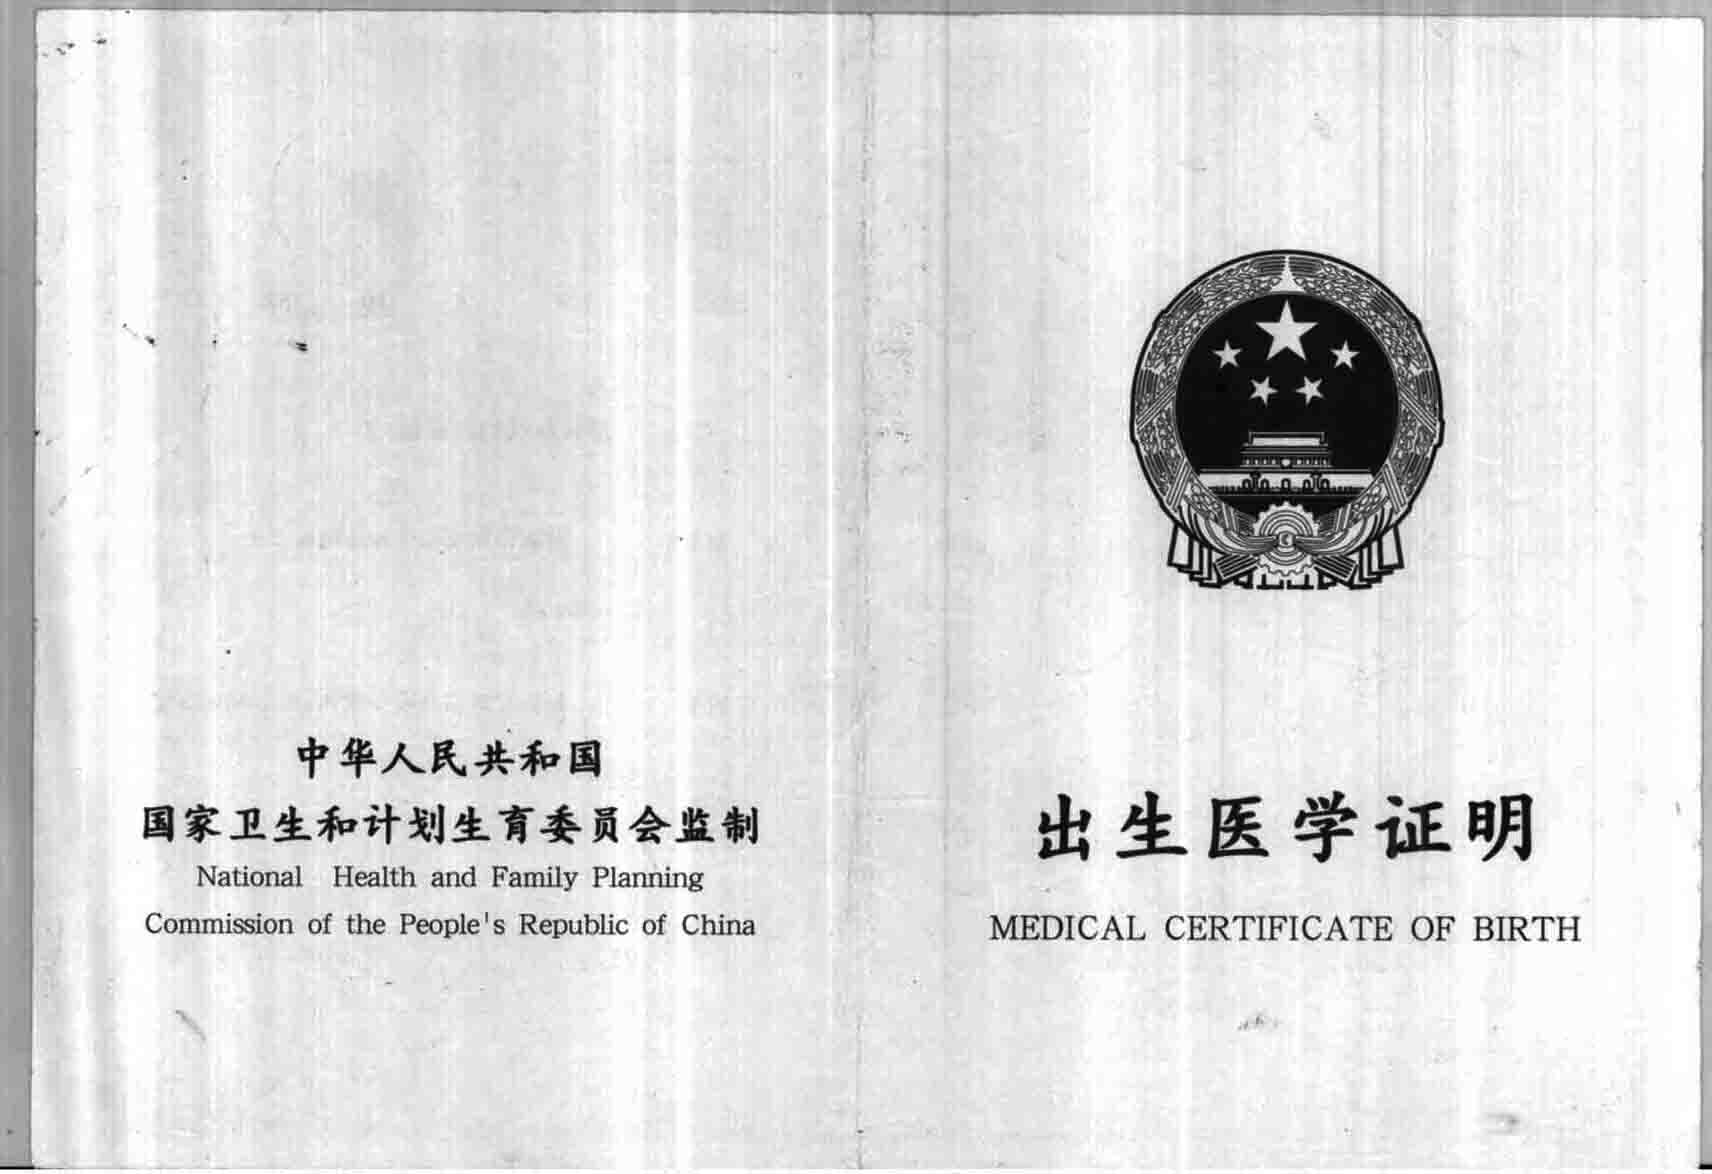 中华人民共和国
国家卫生和计划生育委员会监制
National Health and Family Planning
Commission of the People's Republic of China
出生医学证明
MEDICAL CERTIFICATE OF BIRTH